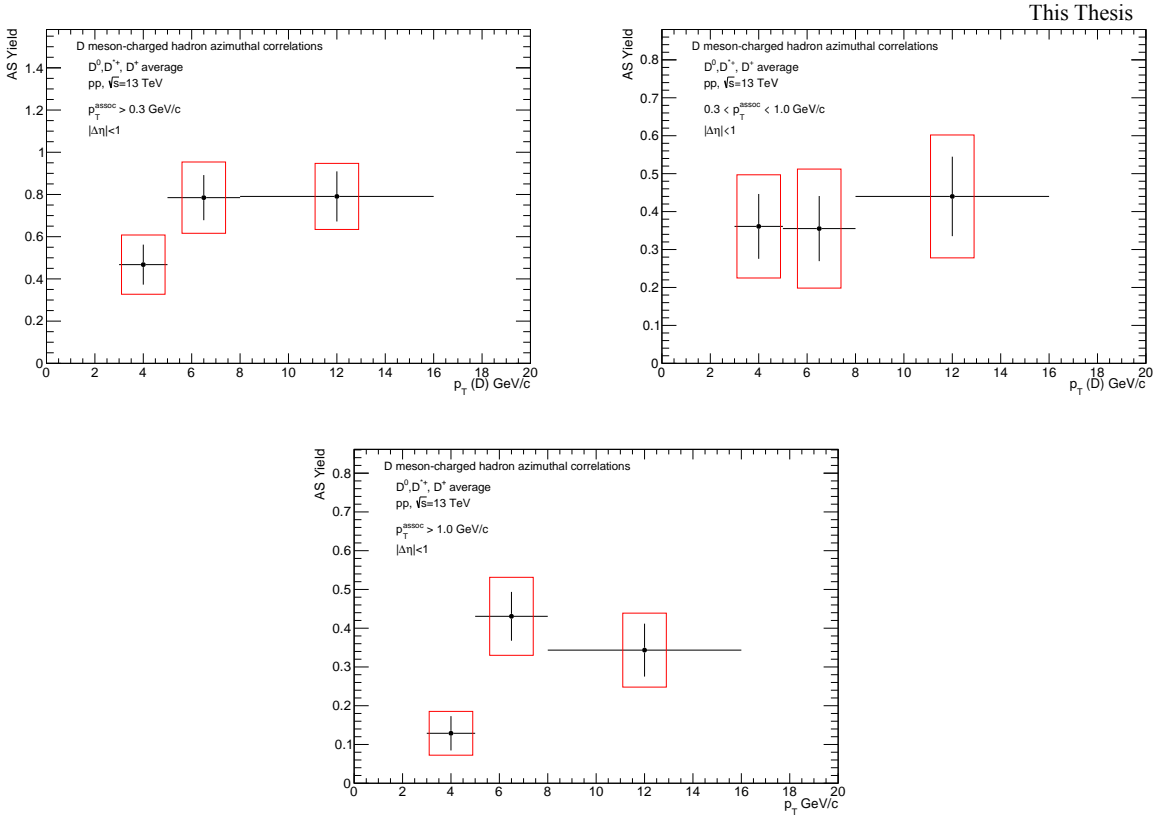 This Thesis
AS Yield
D meson-charged hadron azimuthal correlations
D⁰,D*⁺, D⁺ average
pp, √s=13 TeV
p_T^assoc > 0.3 GeV/c
|Δη|<1
1.4
1.2
1
0.8
0.6
0.4
0.2
0
0 2 4 6 8 10 12 14 16 18 20
p_T (D) GeV/c
AS Yield
D meson-charged hadron azimuthal correlations
D⁰,D*⁺, D⁺ average
pp, √s=13 TeV
0.3 < p_T^assoc < 1.0 GeV/c
|Δη|<1
0.8
0.7
0.6
0.5
0.4
0.3
0.2
0.1
0
0 2 4 6 8 10 12 14 16 18 20
p_T (D) GeV/c
AS Yield
D meson-charged hadron azimuthal correlations
D⁰,D*⁺, D⁺ average
pp, √s=13 TeV
p_T^assoc > 1.0 GeV/c
|Δη|<1
0.8
0.7
0.6
0.5
0.4
0.3
0.2
0.1
0
0 2 4 6 8 10 12 14 16 18 20
p_T GeV/c